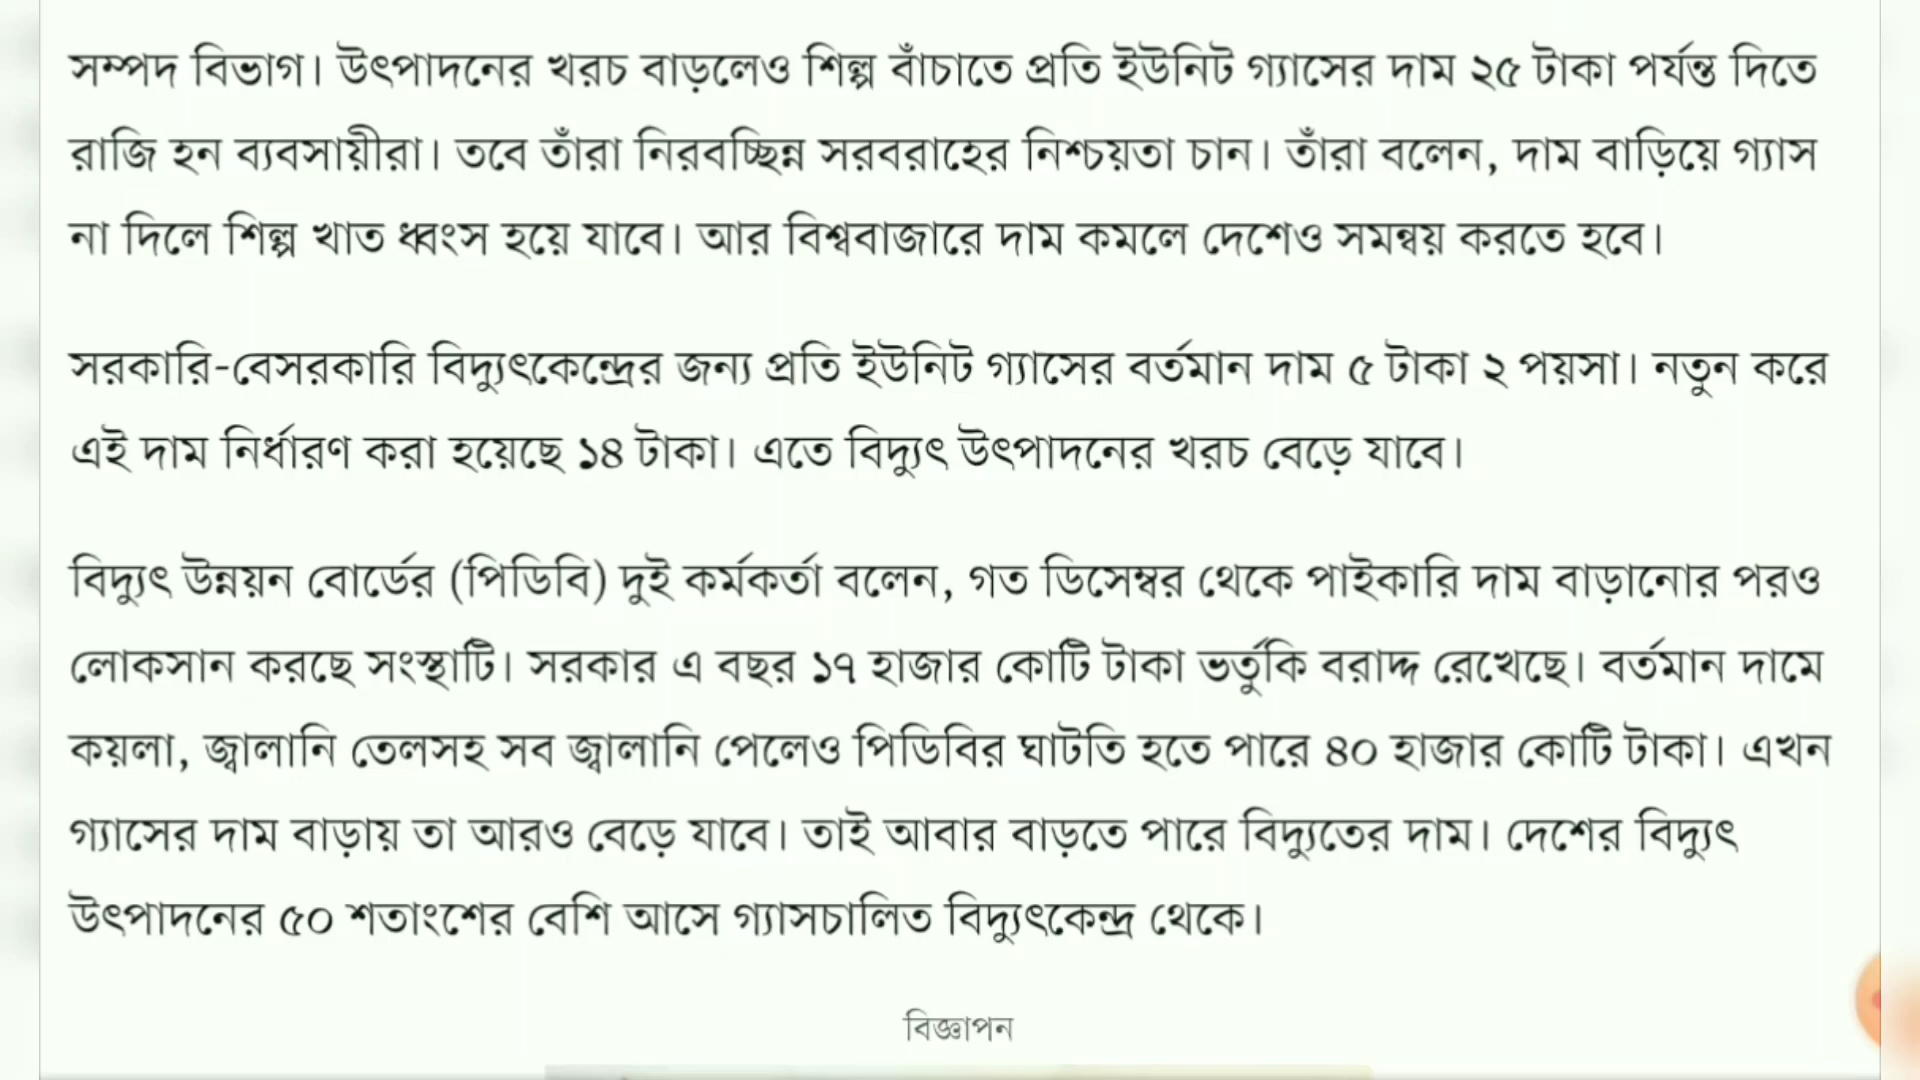 সম্পদ বিভাগ। উৎপাদনের খরচ বাড়লেও শিল্প বাঁচাতে প্রতি ইউনিট গ্যাসের দাম ২৫ টাকা পর্যন্ত দিতে
রাজি হন ব্যবসায়ীরা। তবে তাঁরা নিরবচ্ছিন্ন সরবরাহের নিশ্চয়তা চান। তাঁরা বলেন, দাম বাড়িয়ে গ্যাস
না দিলে শিল্প খাত ধ্বংস হয়ে যাবে। আর বিশ্ববাজারে দাম কমলে দেশেও সমন্বয় করতে হবে।
সরকারি-বেসরকারি বিদ্যুৎকেন্দ্রের জন্য প্রতি ইউনিট গ্যাসের বর্তমান দাম ৫ টাকা ২ পয়সা। নতুন করে
এই দাম নির্ধারণ করা হয়েছে ১৪ টাকা। এতে বিদ্যুৎ উৎপাদনের খরচ বেড়ে যাবে।
বিদ্যুৎ উন্নয়ন বোর্ডের (পিডিবি) দুই কর্মকর্তা বলেন, গত ডিসেম্বর থেকে পাইকারি দাম বাড়ানোর পরও
লোকসান করছে সংস্থাটি। সরকার এ বছর ১৭ হাজার কোটি টাকা ভর্তুকি বরাদ্দ রেখেছে। বর্তমান দামে
কয়লা, জ্বালানি তেলসহ সব জ্বালানি পেলেও পিডিবির ঘাটতি হতে পারে ৪০ হাজার কোটি টাকা। এখন
গ্যাসের দাম বাড়ায় তা আরও বেড়ে যাবে। তাই আবার বাড়তে পারে বিদ্যুতের দাম। দেশের বিদ্যুৎ
উৎপাদনের ৫০ শতাংশের বেশি আসে গ্যাসচালিত বিদ্যুৎকেন্দ্র থেকে।
বিজ্ঞাপন